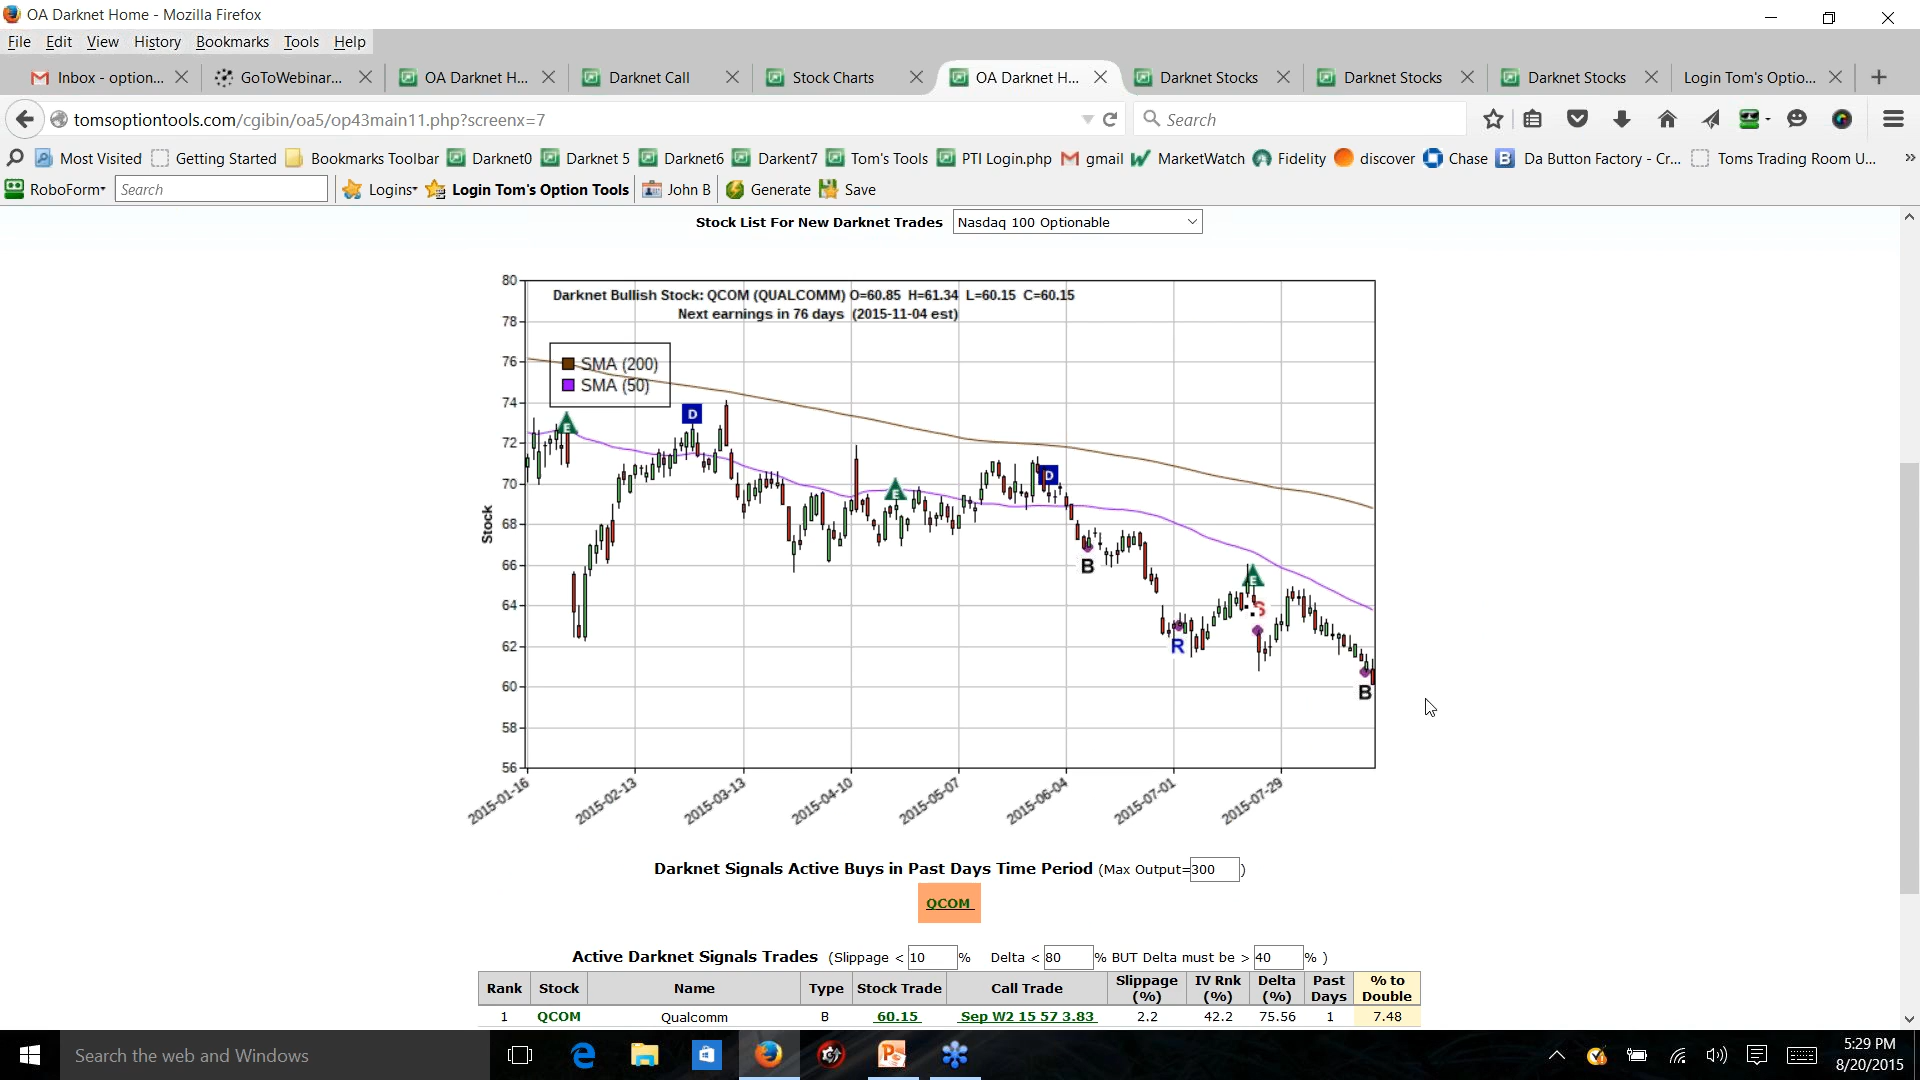 OA Darknet Home - Mozilla Firefox
File Edit View History Bookmarks Tools Help
Inbox - option... GoToWebinar... OA Darknet H... Darknet Call Stock Charts OA Darknet H... Darknet Stocks Darknet Stocks Darknet Stocks Login Tom's Optio...
tomsoptiontools.com/cgibin/oa5/op43main11.php?screenx=7 Search
Most Visited Getting Started Bookmarks Toolbar Darknet0 Darknet 5 Darknet6 Darkent7 Tom's Tools PTI Login.php gmail MarketWatch Fidelity discover Chase B Da Button Factory - Cr... Toms Trading Room U... »
RoboForm Search Logins Login Tom's Option Tools John B Generate Save
Stock List For New Darknet Trades Nasdaq 100 Optionable
Darknet Bullish Stock: QCOM (QUALCOMM) O=60.85 H=61.34 L=60.15 C=60.15
Next earnings in 76 days (2015-11-04 est)
SMA (200)
SMA (50)
80
78
76
74
72
70
68
66
64
62
60
58
56
Stock
E
D
E
D
B
R
E
S
B
2015-01-16 2015-02-13 2015-03-13 2015-04-10 2015-05-07 2015-06-04 2015-07-01 2015-07-29
Darknet Signals Active Buys in Past Days Time Period (Max Output=300)
QCOM
Active Darknet Signals Trades (Slippage < 10 % Delta < 80 % BUT Delta must be > 40 % )
Rank Stock Name Type Stock Trade Call Trade Slippage (%) IV Rnk (%) Delta (%) Past Days % to Double
1 QCOM Qualcomm B 60.15 Sep W2 15 57 3.83 2.2 42.2 75.56 1 7.48
Search the web and Windows
5:29 PM
8/20/2015